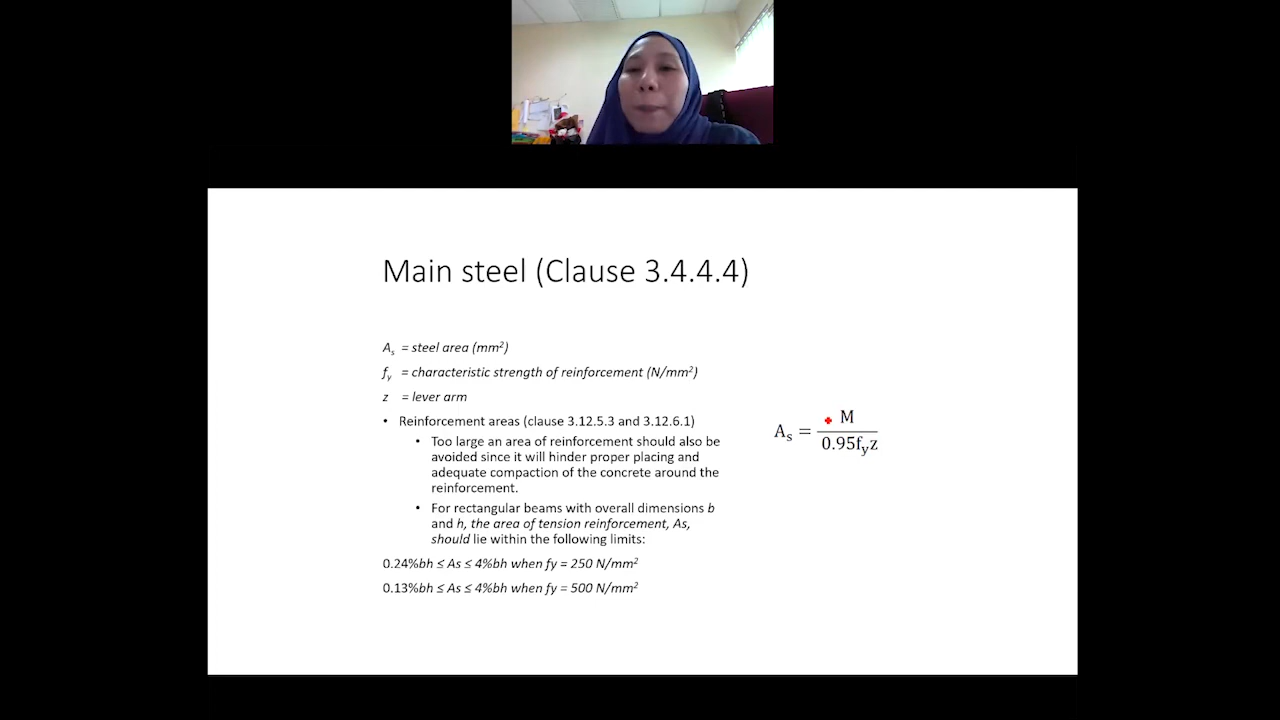 Main steel (Clause 3.4.4.4)
Aₛ = steel area (mm²)
f_y = characteristic strength of reinforcement (N/mm²)
z = lever arm
• Reinforcement areas (clause 3.12.5.3 and 3.12.6.1)
• Too large an area of reinforcement should also be
avoided since it will hinder proper placing and
adequate compaction of the concrete around the
reinforcement.
• For rectangular beams with overall dimensions b
and h, the area of tension reinforcement, As,
should lie within the following limits:
0.24%bh ≤ As ≤ 4%bh when fy = 250 N/mm²
0.13%bh ≤ As ≤ 4%bh when fy = 500 N/mm²
Aₛ = M / 0.95f_yz